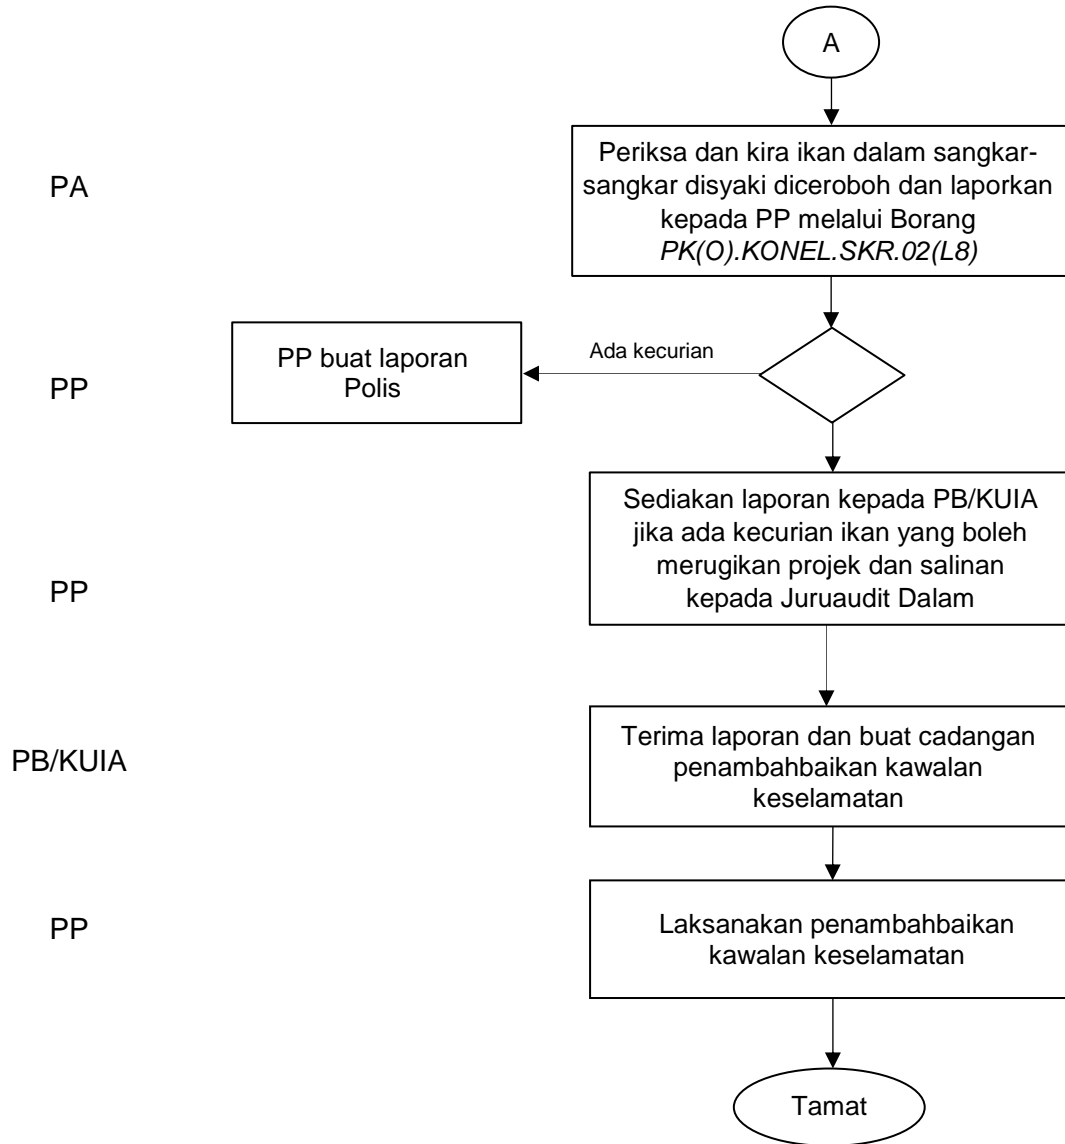 A
PA
Periksa dan kira ikan dalam sangkar-
sangkar disyaki diceroboh dan laporkan
kepada PP melalui Borang
PK(O).KONEL.SKR.02(L8)
PP
PP buat laporan
Polis
Ada kecurian
PP
Sediakan laporan kepada PB/KUIA
jika ada kecurian ikan yang boleh
merugikan projek dan salinan
kepada Juruaudit Dalam
PB/KUIA
Terima laporan dan buat cadangan
penambahbaikan kawalan
keselamatan
PP
Laksanakan penambahbaikan
kawalan keselamatan
Tamat